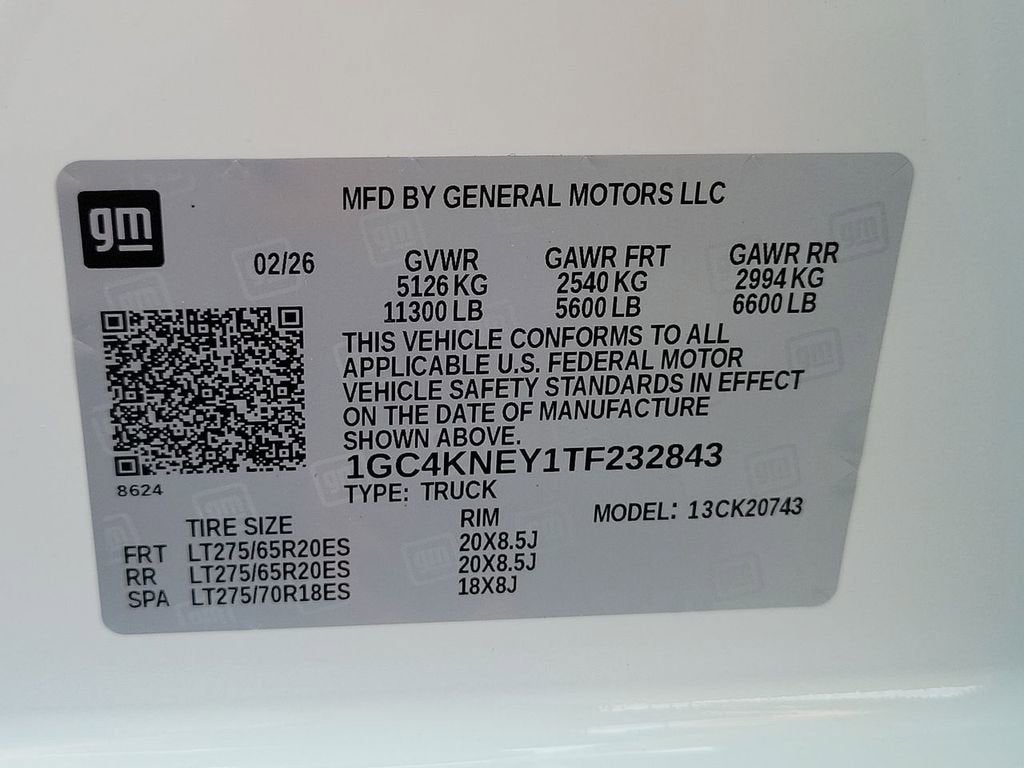 gm
MFD BY GENERAL MOTORS LLC
02/26 GVWR GAWR FRT GAWR RR
5126 KG 2540 KG 2994 KG
11300 LB 5600 LB 6600 LB
THIS VEHICLE CONFORMS TO ALL
APPLICABLE U.S. FEDERAL MOTOR
VEHICLE SAFETY STANDARDS IN EFFECT
ON THE DATE OF MANUFACTURE
SHOWN ABOVE.
1GC4KNEY1TF232843
8624
TYPE: TRUCK
MODEL: 13CK20743
TIRE SIZE RIM
FRT LT275/65R20ES 20X8.5J
RR LT275/65R20ES 20X8.5J
SPA LT275/70R18ES 18X8J